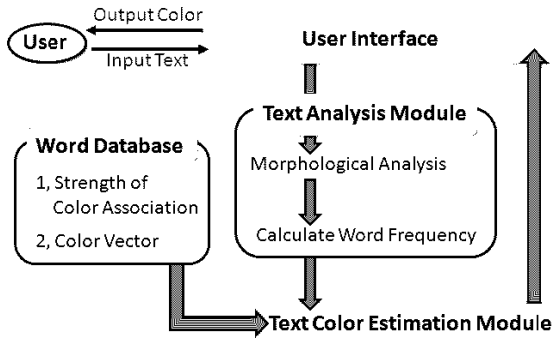 Output Color
User
Input Text
User Interface
Text Analysis Module
Morphological Analysis
Calculate Word Frequency
Word Database
1, Strength of
Color Association
2, Color Vector
Text Color Estimation Module